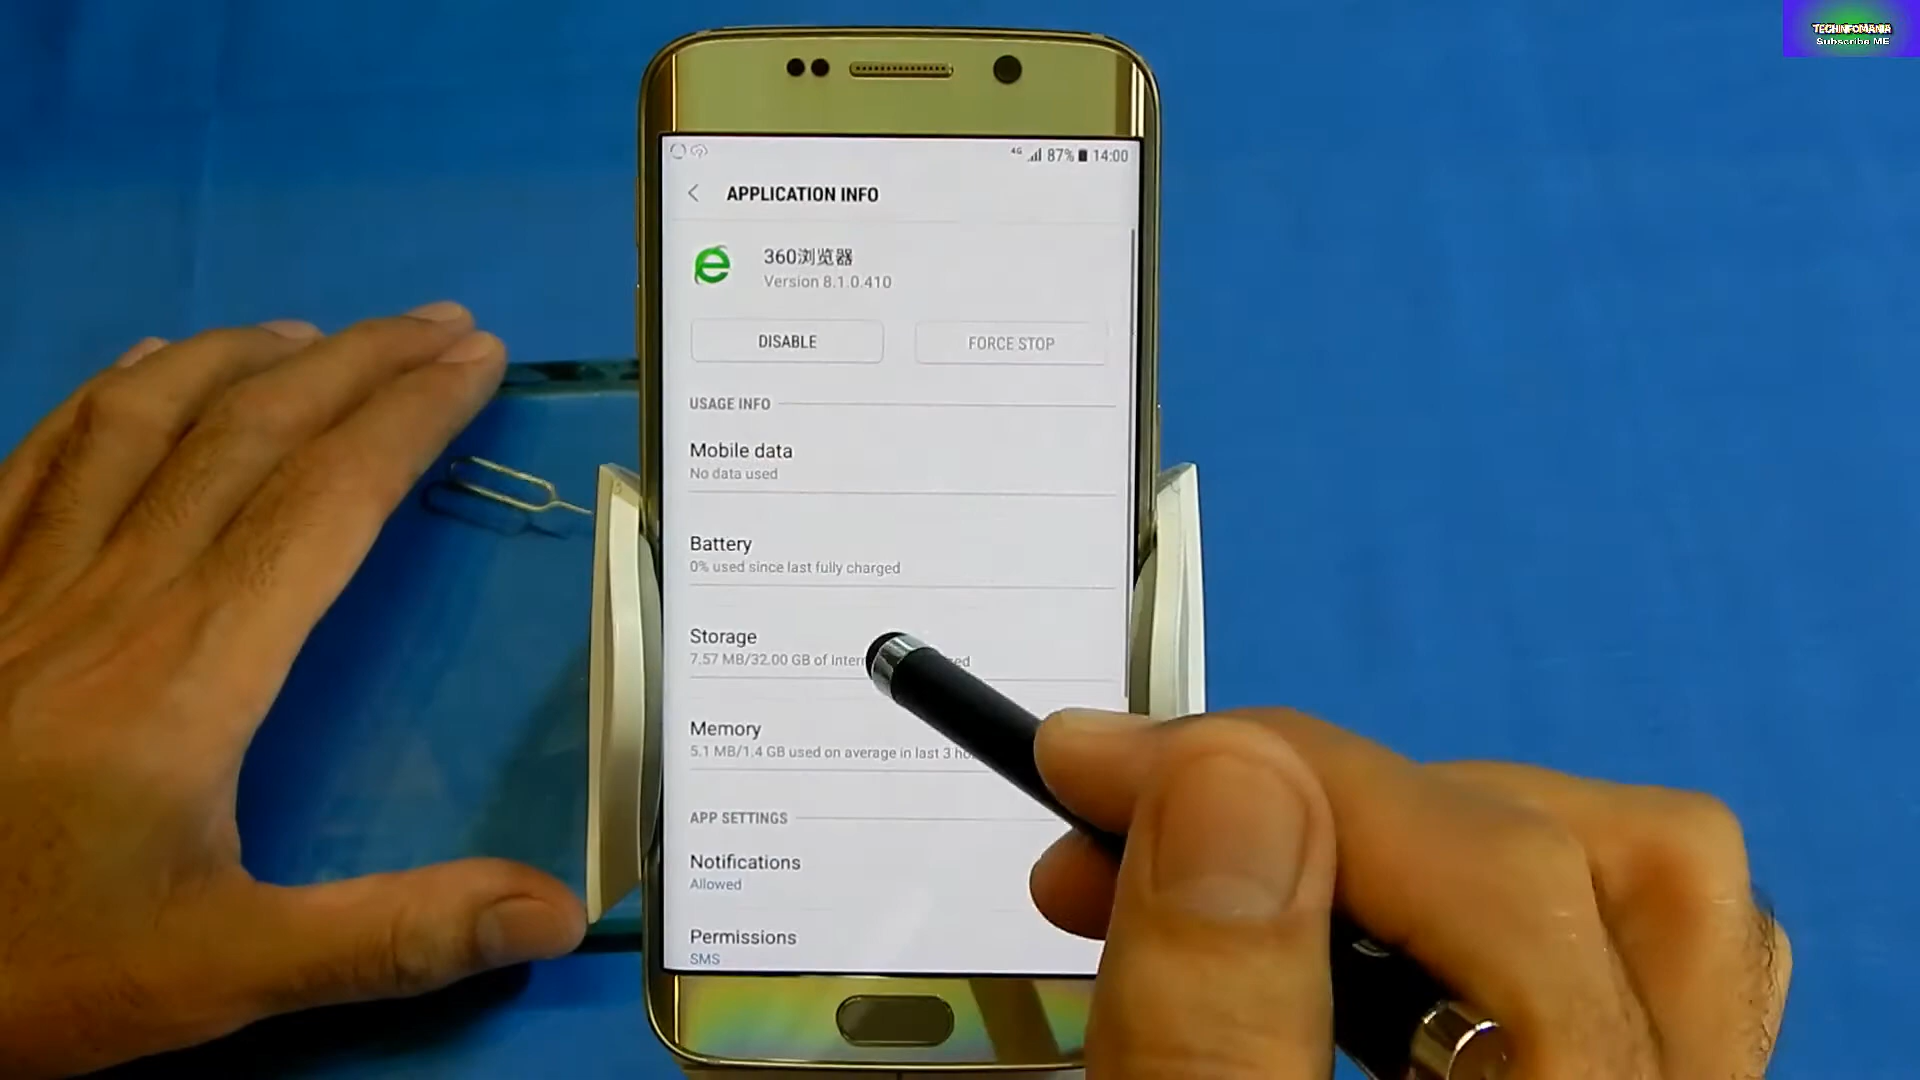 TECHINFOMANIA
Subscribe ME
4G 87% 14:00
APPLICATION INFO
360浏览器
Version 8.1.0.410
DISABLE
FORCE STOP
USAGE INFO
Mobile data
No data used
Battery
0% used since last fully charged
Storage
7.57 MB/32.00 GB of Intern
Memory
5.1 MB/1.4 GB used on average in last 3
APP SETTINGS
Notifications
Allowed
Permissions
SMS